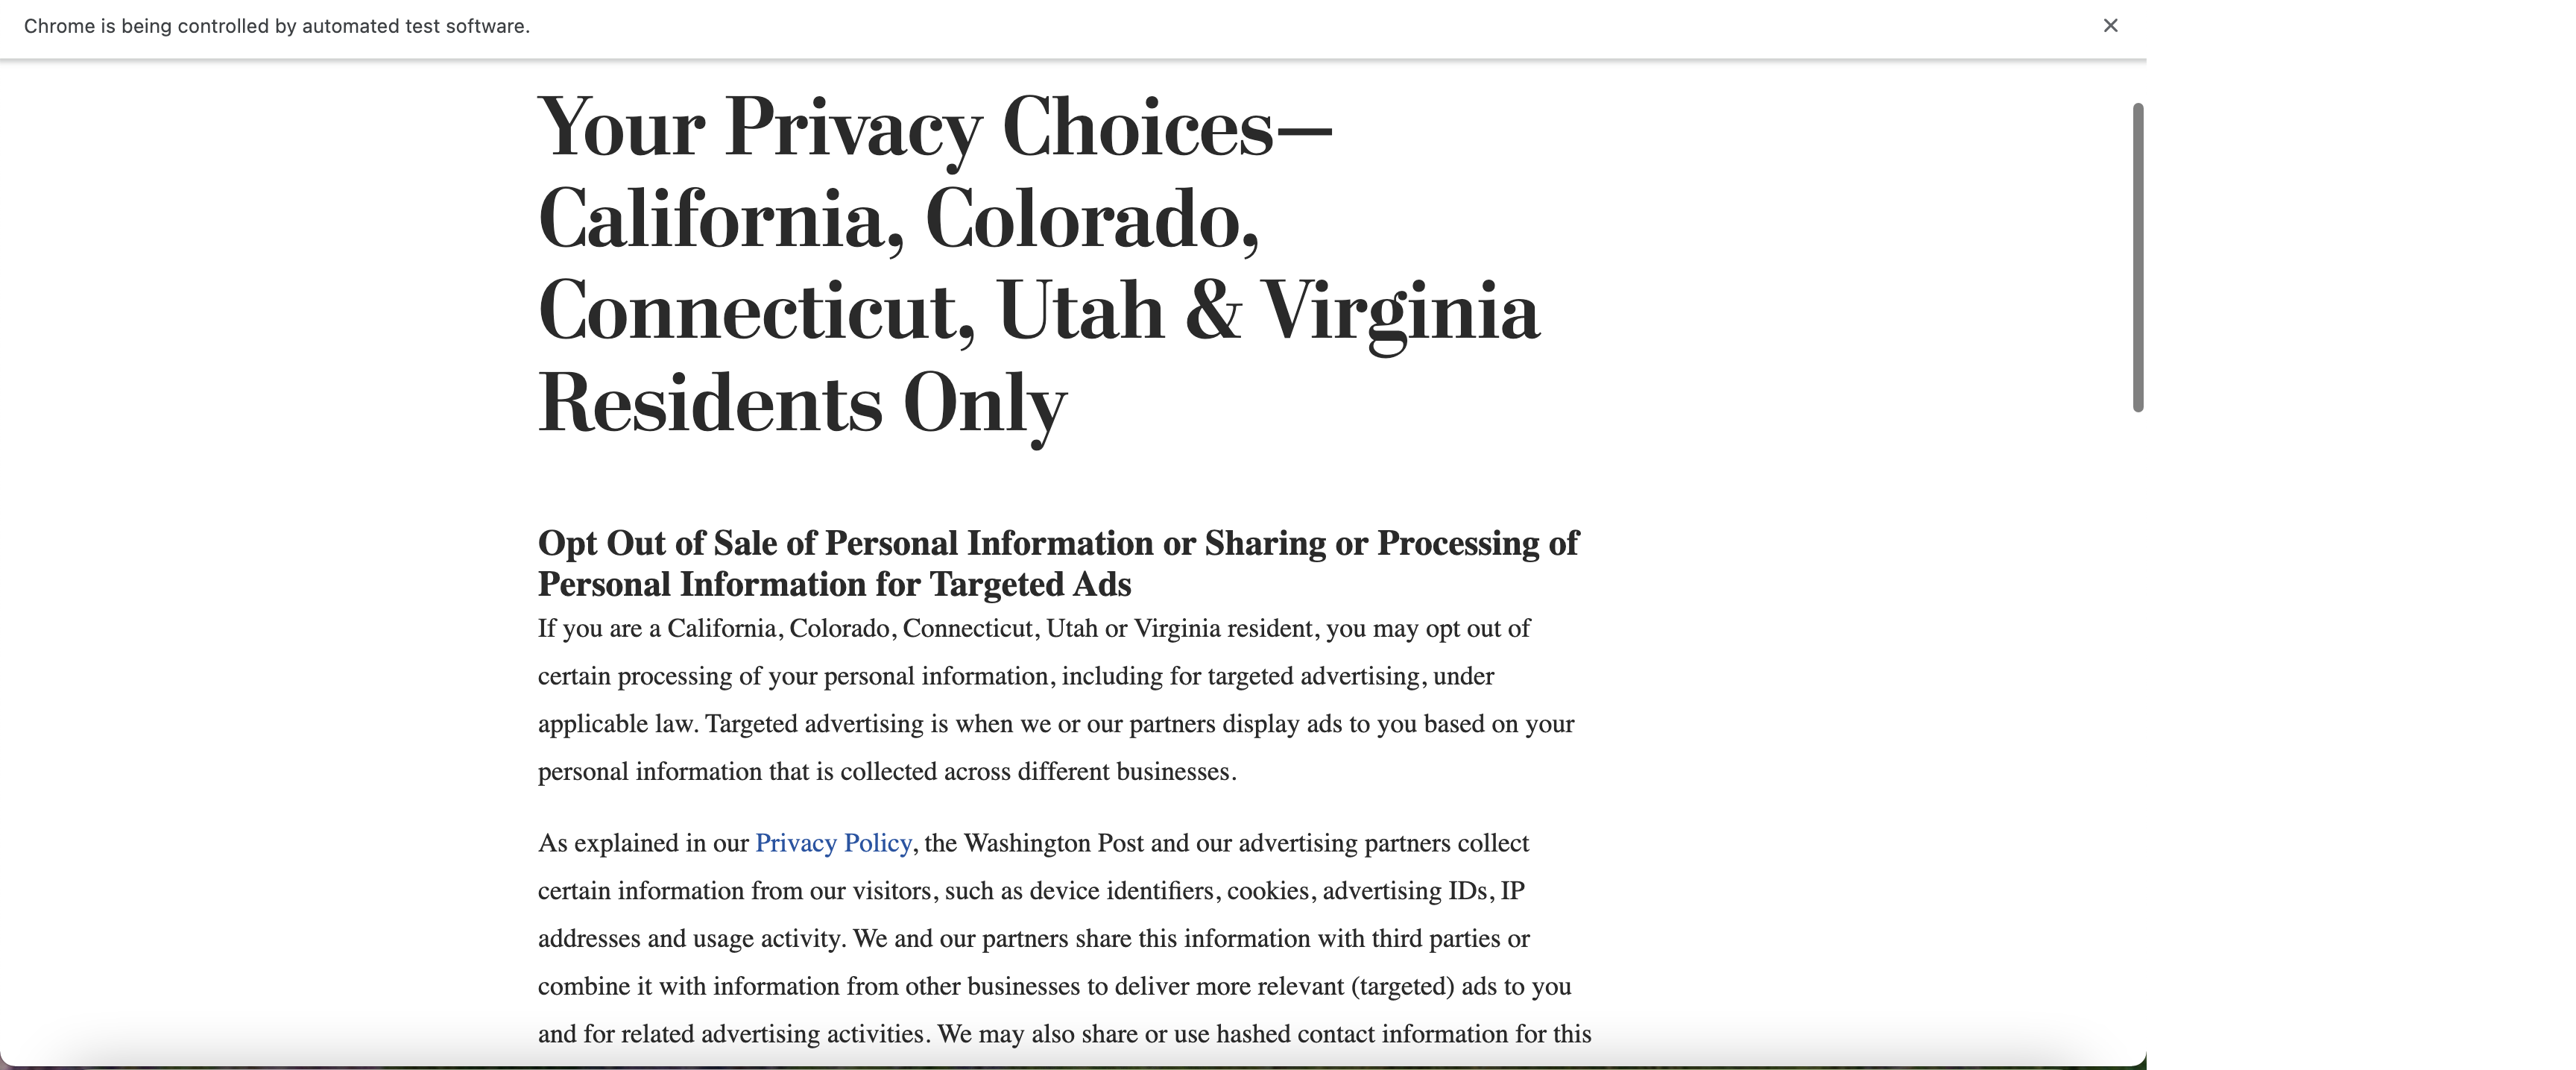 Chrome is being controlled by automated test software.
Your Privacy Choices—
California, Colorado,
Connecticut, Utah & Virginia
Residents Only
Opt Out of Sale of Personal Information or Sharing or Processing of
Personal Information for Targeted Ads
If you are a California, Colorado, Connecticut, Utah or Virginia resident, you may opt out of
certain processing of your personal information, including for targeted advertising, under
applicable law. Targeted advertising is when we or our partners display ads to you based on your
personal information that is collected across different businesses.
As explained in our Privacy Policy, the Washington Post and our advertising partners collect
certain information from our visitors, such as device identifiers, cookies, advertising IDs, IP
addresses and usage activity. We and our partners share this information with third parties or
combine it with information from other businesses to deliver more relevant (targeted) ads to you
and for related advertising activities. We may also share or use hashed contact information for this